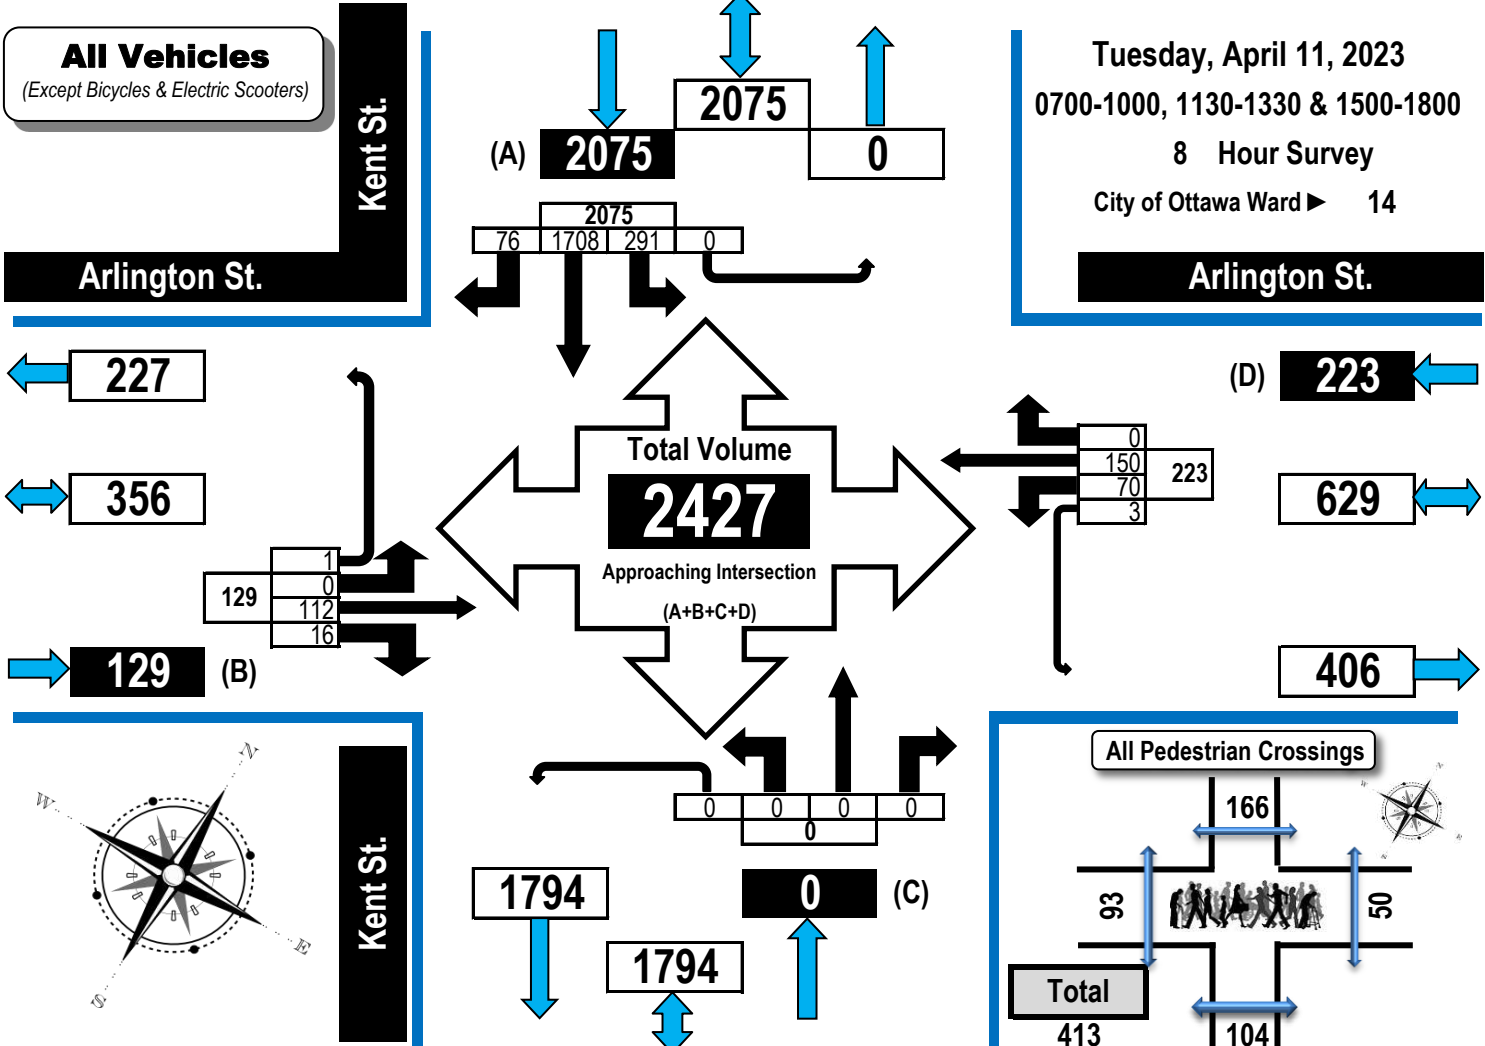 All Vehicles
(Except Bicycles & Electric Scooters)
Kent St.
Arlington St.
2075
(A) 2075
0
2075
76 1708 291 0
Tuesday, April 11, 2023
0700-1000, 1130-1330 & 1500-1800
8 Hour Survey
City of Ottawa Ward ► 14
Arlington St.
227
356
1
0
112
16
129
129 (B)
Total Volume
2427
Approaching Intersection
(A+B+C+D)
(D) 223
0
150
70
3
223
629
406
N
W
E
S
Kent St.
0 0 0 0
0
1794
0 (C)
1794
All Pedestrian Crossings
166
93
50
Total
413
104